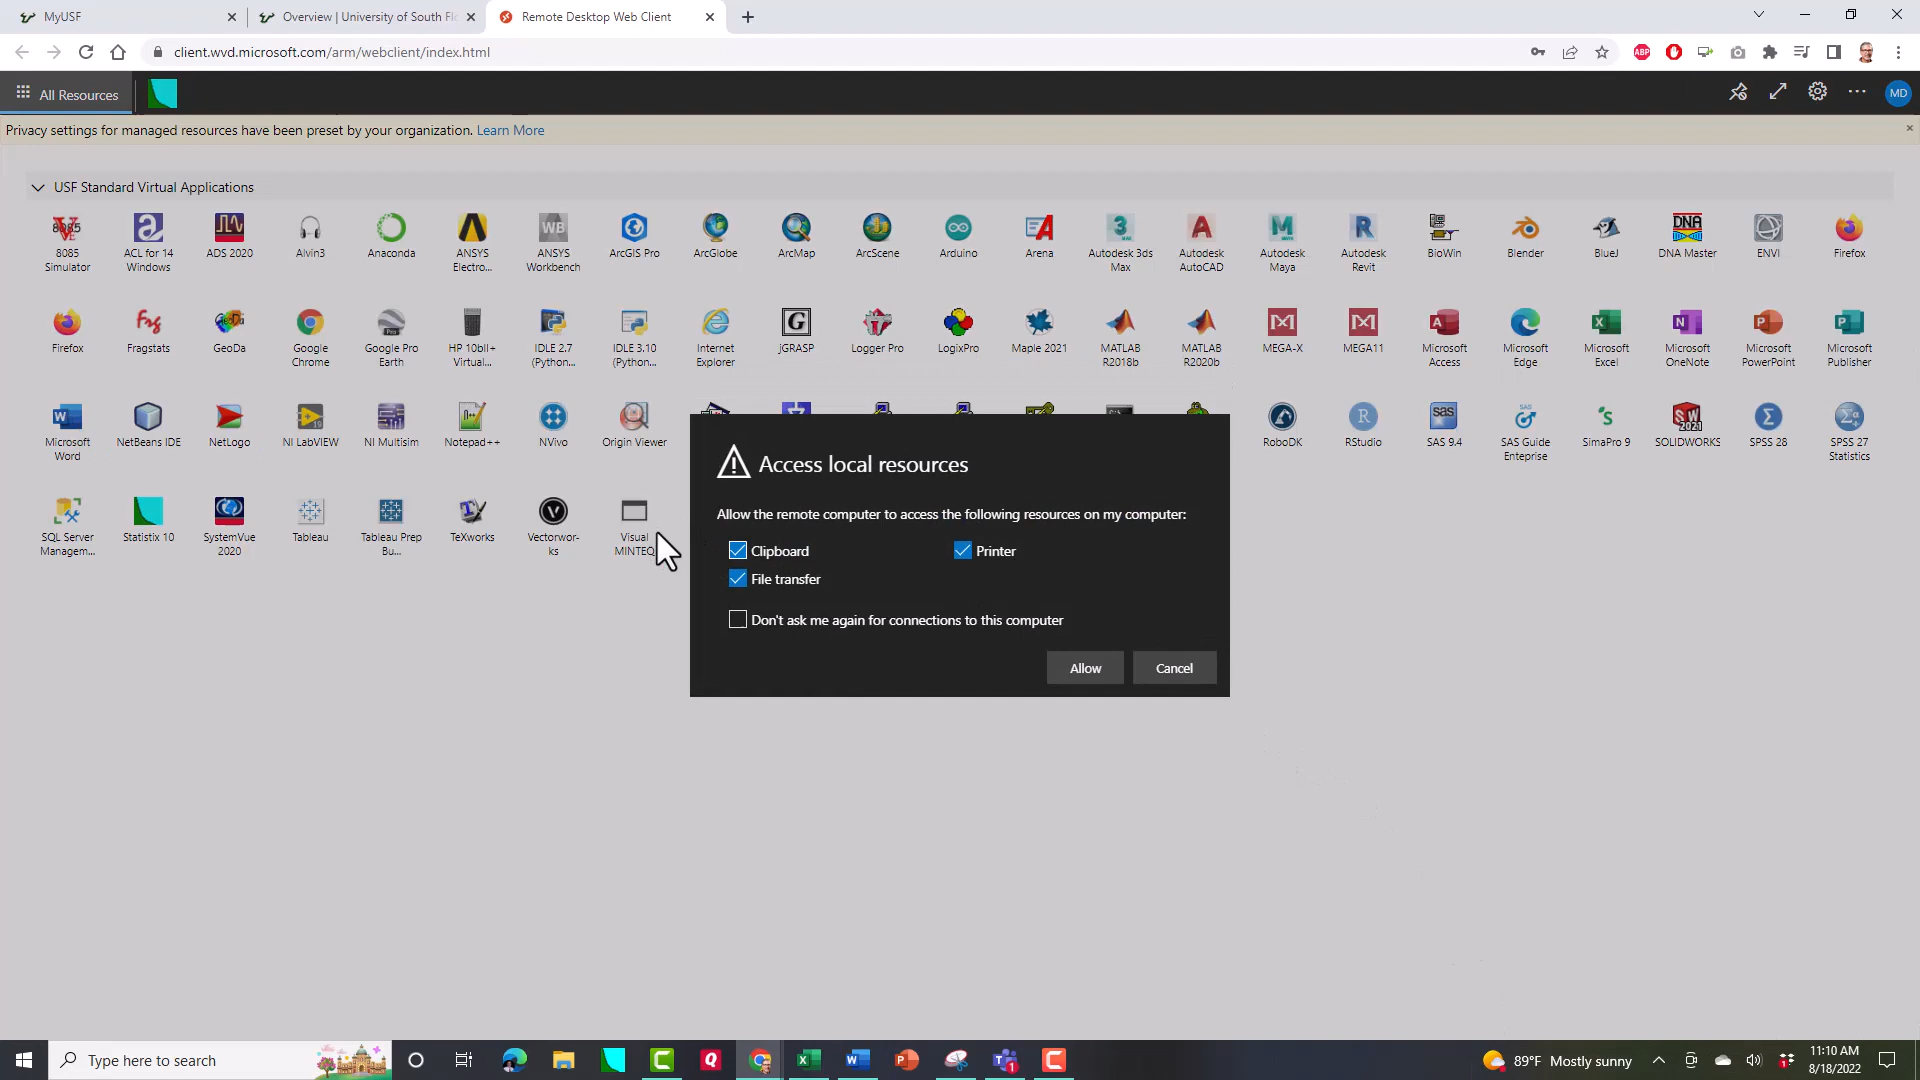 MyUSF
Overview | University of South Flo
Remote Desktop Web Client
client.wvd.microsoft.com/arm/webclient/index.html
ABP
All Resources
MD
Privacy settings for managed resources have been preset by your organization. Learn More
USF Standard Virtual Applications
8085 Simulator
ACL for 14 Windows
ADS 2020
Aivin3
Anaconda
ANSYS Electro...
ANSYS Workbench
ArcGIS Pro
ArcGlobe
ArcMap
ArcScene
Arduino
Arena
Autodesk 3ds Max
Autodesk AutoCAD
Autodesk Maya
Autodesk Revit
BioWin
Blender
BlueJ
DNA Master
ENVI
Firefox
Firefox
Fragstats
GeoDa
Google Chrome
Google Pro Earth
HP 10bII+ Virtual...
IDLE 2.7 (Python...
IDLE 3.10 (Python...
Internet Explorer
jGRASP
Logger Pro
LogixPro
Maple 2021
MATLAB R2018b
MATLAB R2020b
MEGA-X
MEGA11
Microsoft Access
Microsoft Edge
Microsoft Excel
Microsoft OneNote
Microsoft PowerPoint
Microsoft Publisher
Microsoft Word
NetBeans IDE
NetLogo
NI LabVIEW
NI Multisim
Notepad++
NVivo
Origin Viewer
RoboDK
RStudio
SAS 9.4
SAS Guide Enteprise
SimaPro 9
SOLIDWORKS
SPSS 28
SPSS 27 Statistics
SQL Server Managem...
Statistix 10
SystemVue 2020
Tableau
Tableau Prep Bu...
TeXworks
Vectorwor-ks
Visual MINTEQ
Access local resources
Allow the remote computer to access the following resources on my computer:
Clipboard
Printer
File transfer
Don't ask me again for connections to this computer
Allow
Cancel
Type here to search
89°F Mostly sunny
11:10 AM
8/18/2022